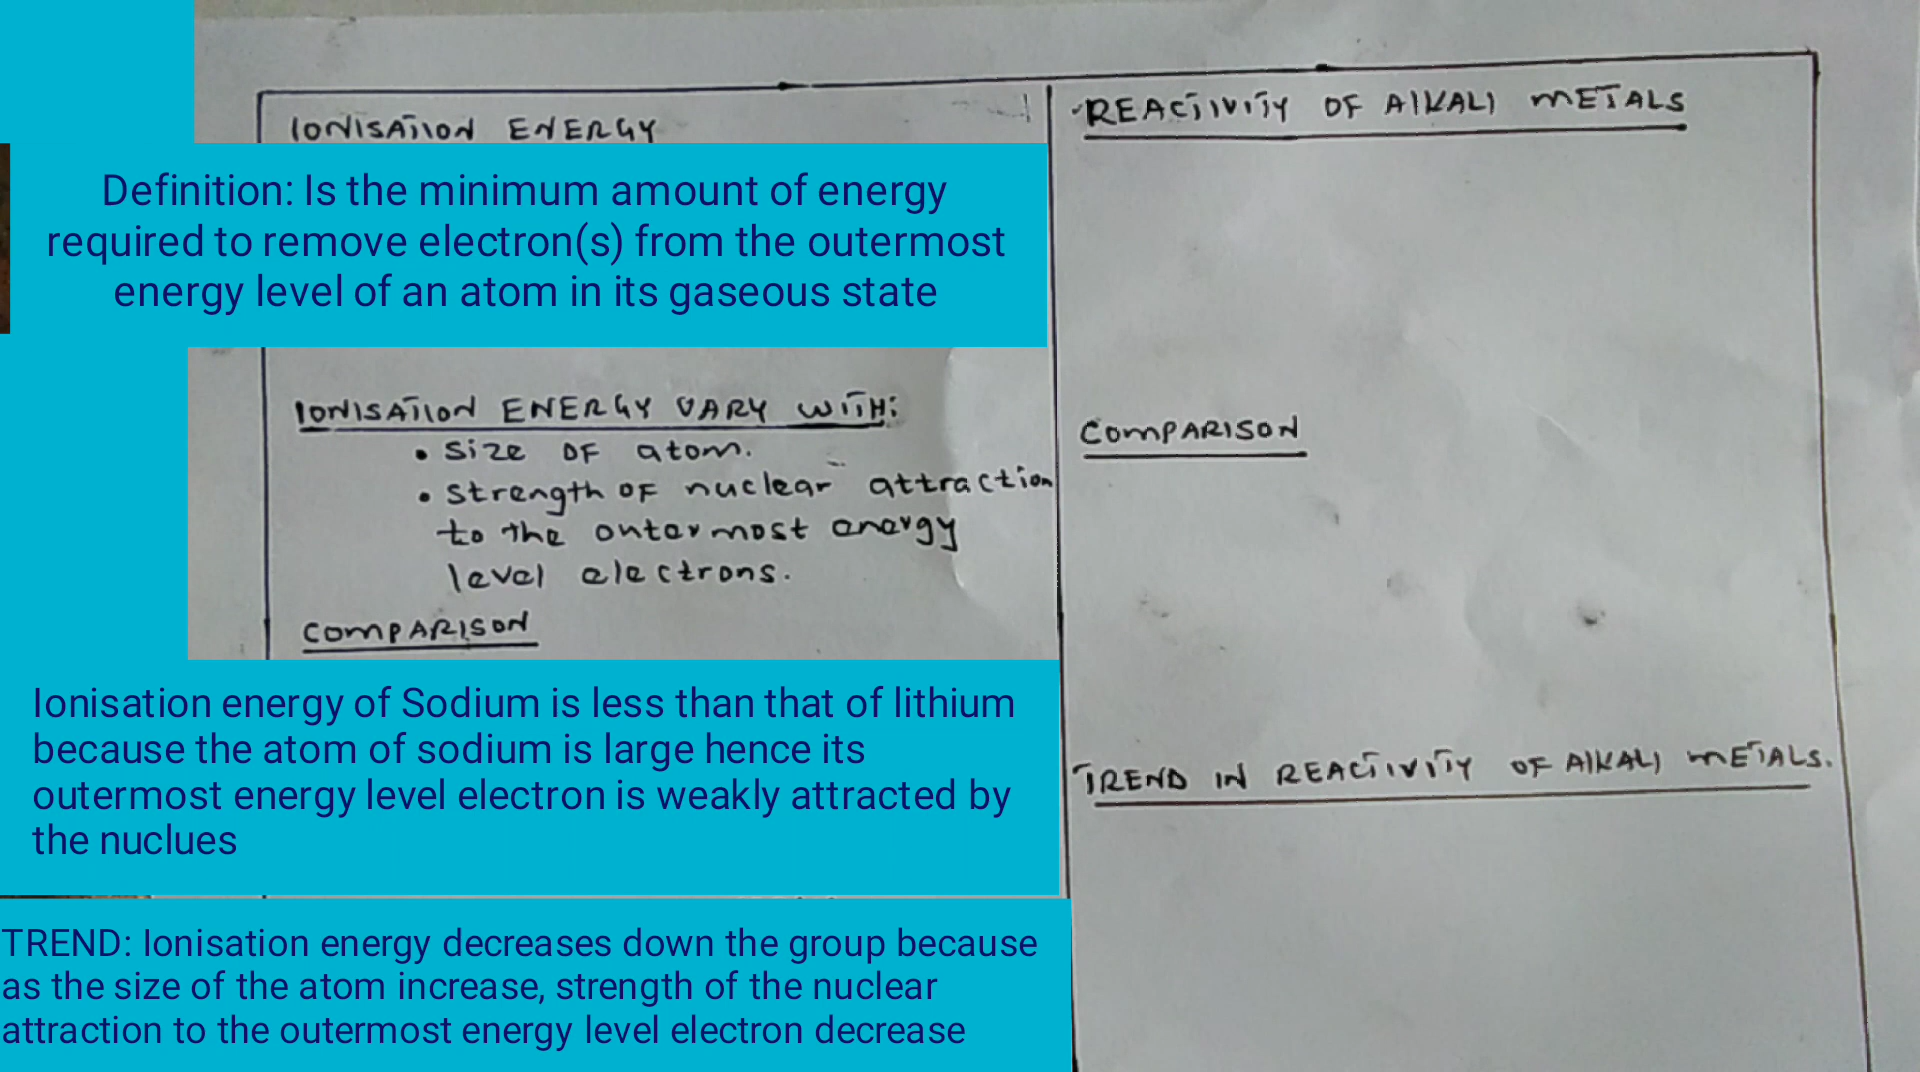 IONISATION ENERGY
Definition: Is the minimum amount of energy
required to remove electron(s) from the outermost
energy level of an atom in its gaseous state
IONISATION ENERGY VARY WITH:
• Size OF atom.
• Strength OF nuclear attraction
to the outermost energy
level electrons.
COMPARISON
Ionisation energy of Sodium is less than that of lithium
because the atom of sodium is large hence its
outermost energy level electron is weakly attracted by
the nuclues
TREND: Ionisation energy decreases down the group because
as the size of the atom increase, strength of the nuclear
attraction to the outermost energy level electron decrease
REACTIVITY OF AlKALI METALS
COMPARISON
TREND IN REACTIVITY OF AlKALI METALS.